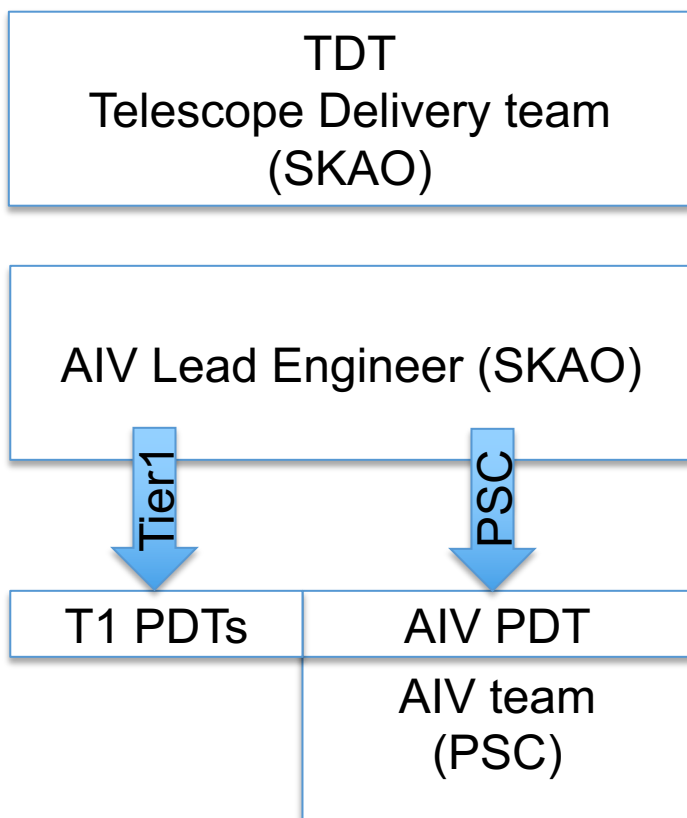 TDT
Telescope Delivery team
(SKAO)
AIV Lead Engineer (SKAO)
Tier1
PSC
T1 PDTs
AIV PDT
AIV team
(PSC)